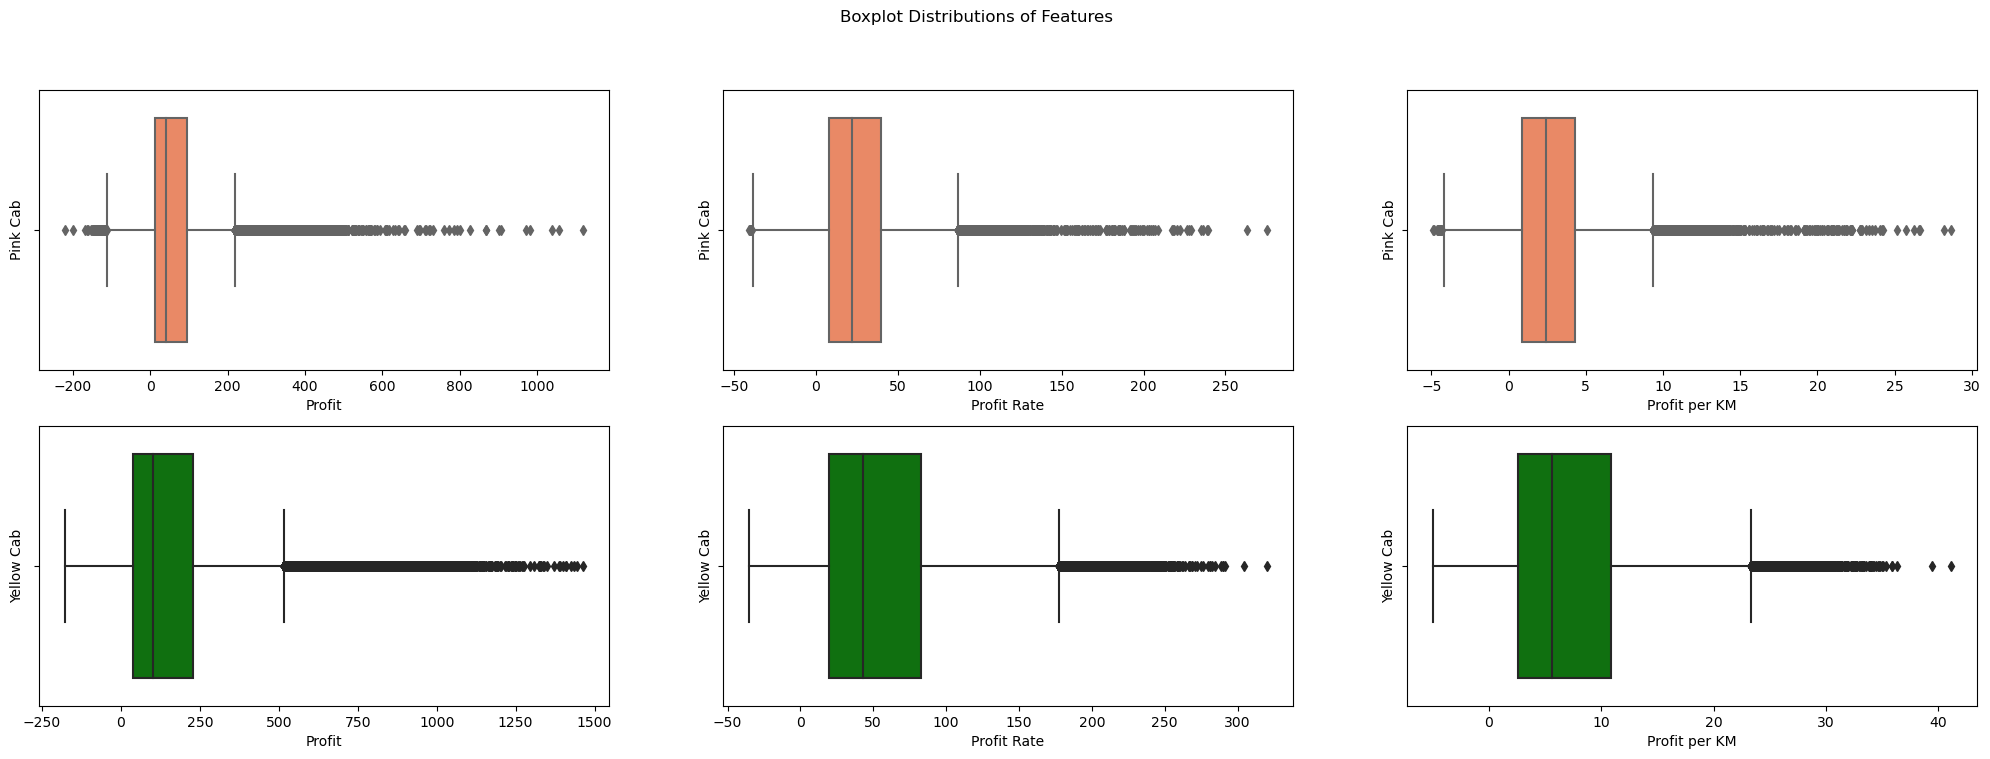 Boxplot Distributions of Features
Pink Cab
−200 0 200 400 600 800 1000
Profit
Pink Cab
−50 0 50 100 150 200 250
Profit Rate
Pink Cab
−5 0 5 10 15 20 25 30
Profit per KM
Yellow Cab
−250 0 250 500 750 1000 1250 1500
Profit
Yellow Cab
−50 0 50 100 150 200 250 300
Profit Rate
Yellow Cab
0 10 20 30 40
Profit per KM